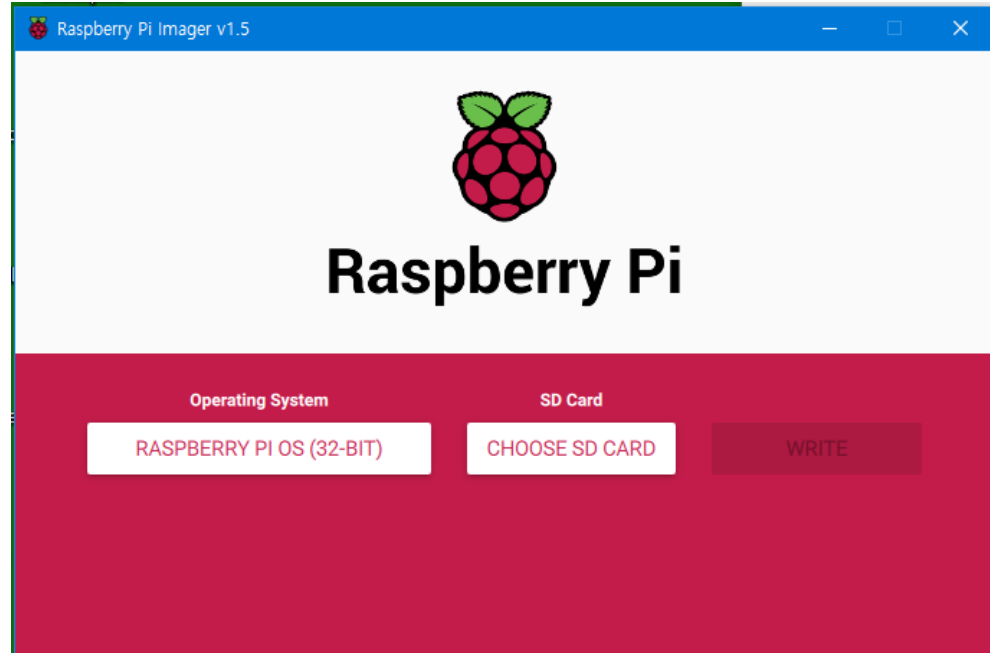 Raspberry Pi Imager v1.5
Raspberry Pi
Operating System
SD Card
RASPBERRY PI OS (32-BIT)
CHOOSE SD CARD
WRITE